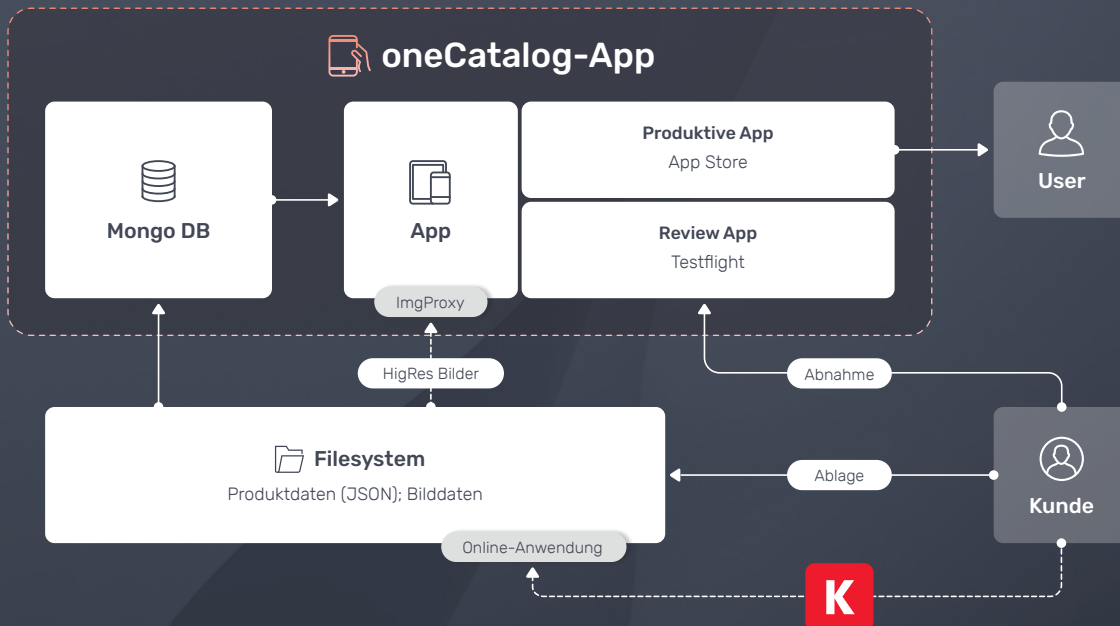 oneCatalog-App
Mongo DB
App
Produktive App
App Store
Review App
Testflight
User
ImgProxy
HigRes Bilder
Abnahme
Filesystem
Produktdaten (JSON); Bilddaten
Ablage
Kunde
Online-Anwendung
K